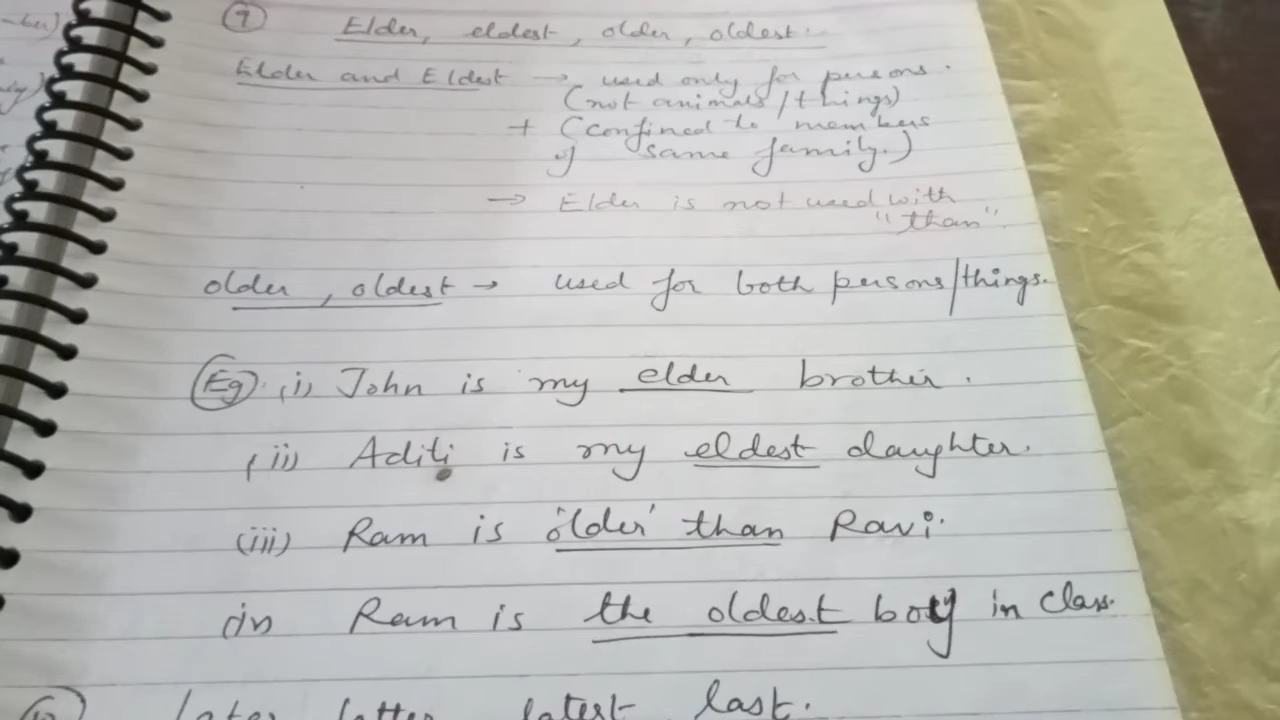 9 Elder, eldest, older, oldest.
Elder and Eldest → used only for persons.
(not animals/things)
+ (confined to members
of same family.)
→ Elder is not used with
"than".
older, oldest → used for both persons/things.
Eg. (i) John is my elder brother.
(ii) Aditi is my eldest daughter.
(iii) Ram is 'older' than Ravi.
(iv) Ram is the oldest boy in class.
later latter latest last.